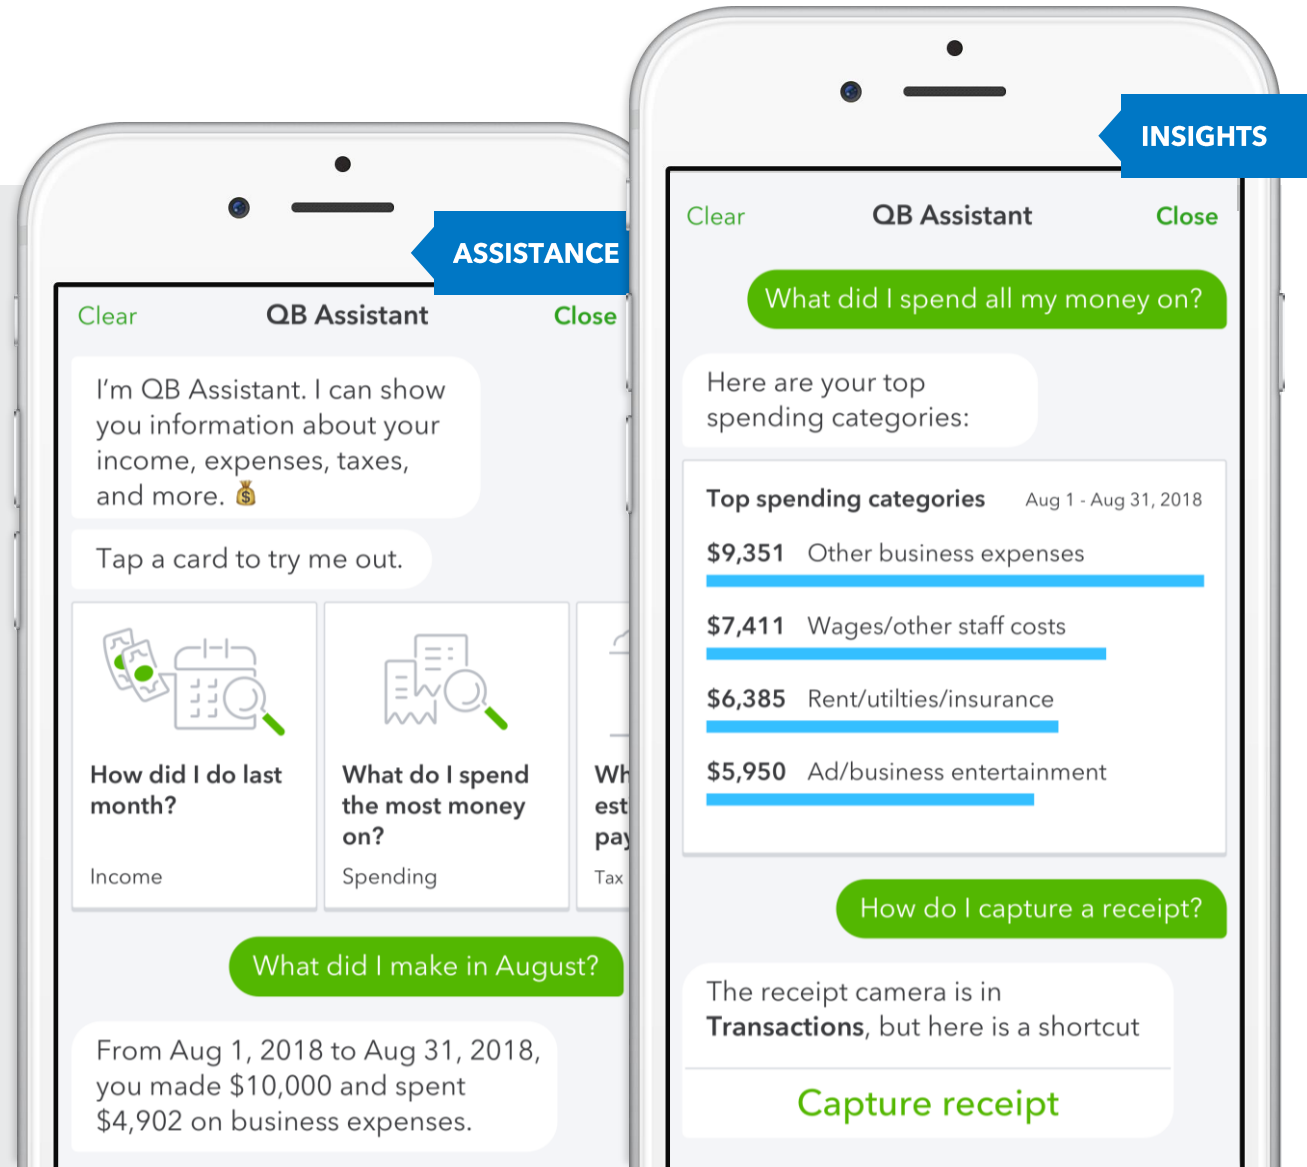 ASSISTANCE
Clear QB Assistant Close
I'm QB Assistant. I can show
you information about your
income, expenses, taxes,
and more.
Tap a card to try me out.
How did I do last
month?
Income
What do I spend
the most money
on?
Spending
Wh
est
pay
Tax
What did I make in August?
From Aug 1, 2018 to Aug 31, 2018,
you made $10,000 and spent
$4,902 on business expenses.
INSIGHTS
Clear QB Assistant Close
What did I spend all my money on?
Here are your top
spending categories:
Top spending categories Aug 1 - Aug 31, 2018
$9,351 Other business expenses
$7,411 Wages/other staff costs
$6,385 Rent/utilties/insurance
$5,950 Ad/business entertainment
How do I capture a receipt?
The receipt camera is in
Transactions, but here is a shortcut
Capture receipt